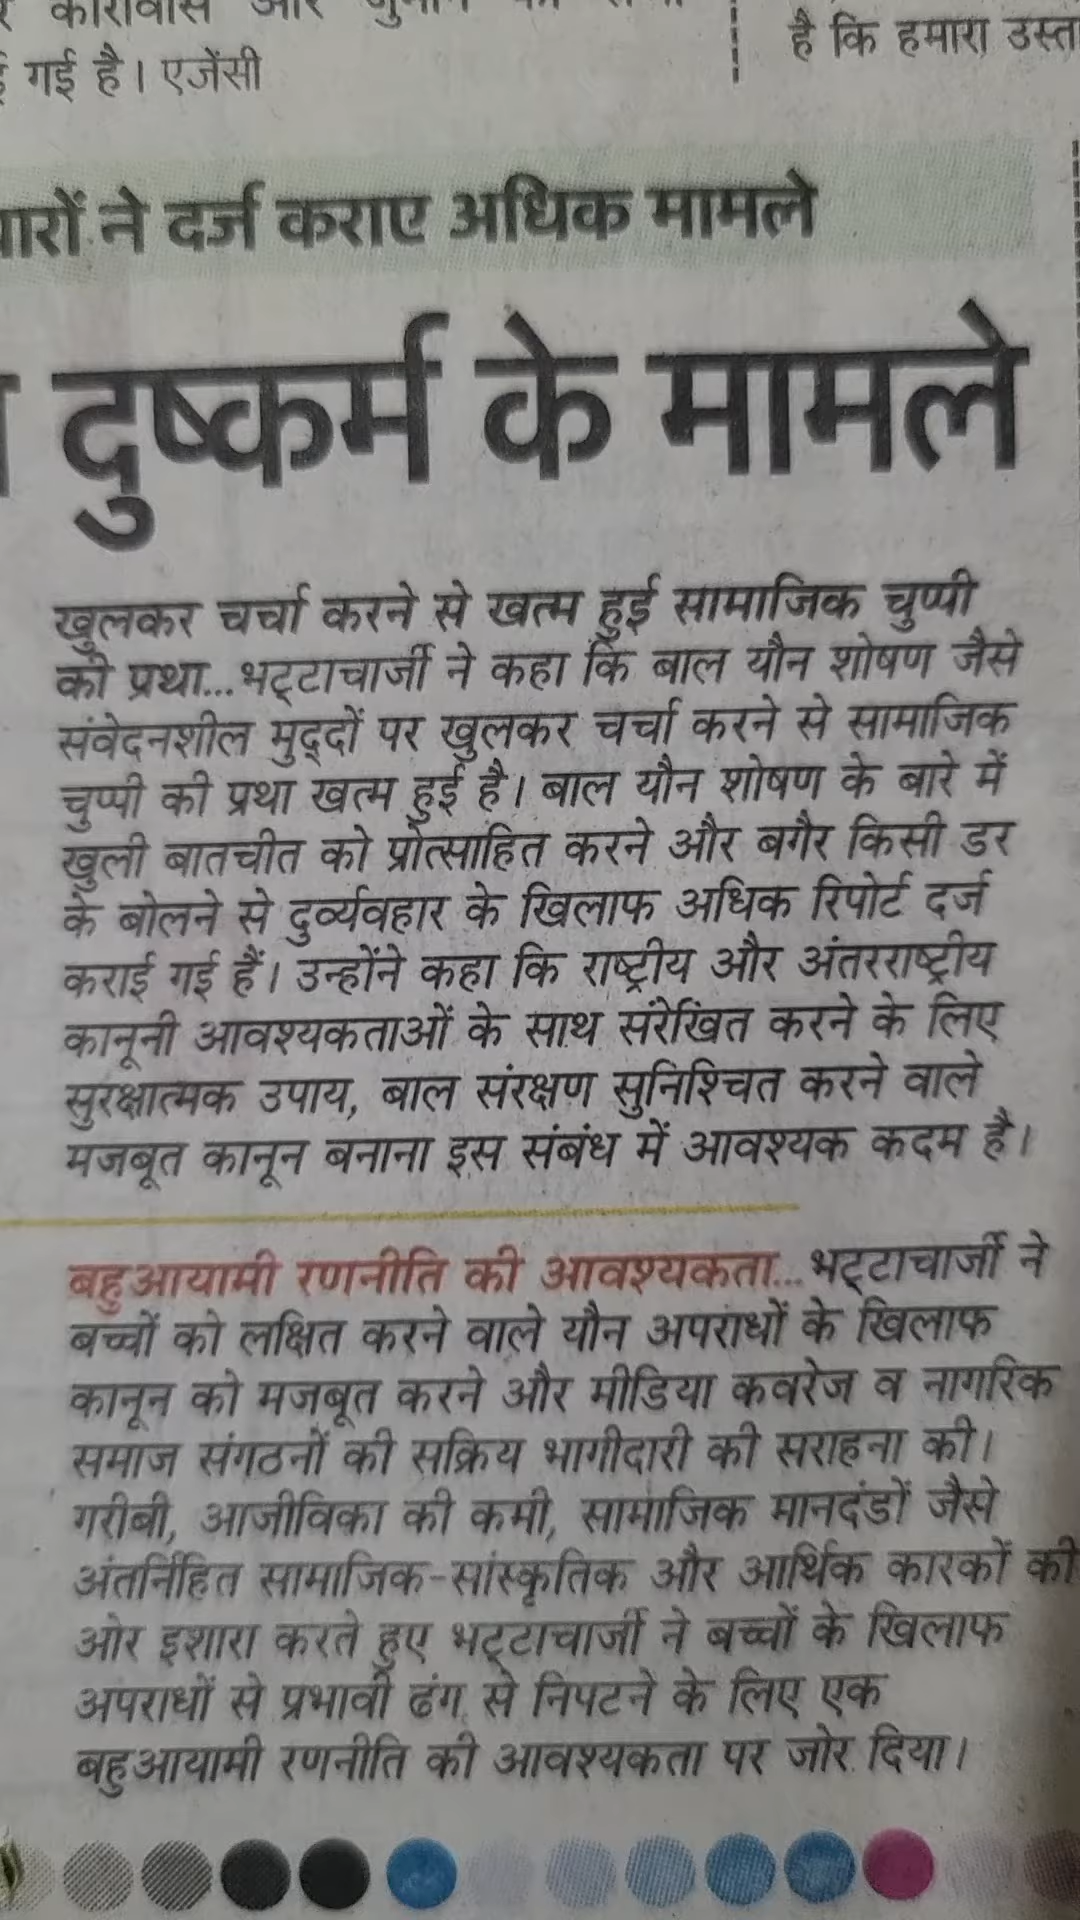 गई है। एजेंसी
है कि हमारा
ने दर्ज कराए अधिक मामले
दुष्कर्म के मामले
खुलकर चर्चा करने से खत्म हुई सामाजिक चुप्पी
की प्रथा...भट्टाचार्जी ने कहा कि बाल यौन शोषण जैसे
संवेदनशील मुद्दों पर खुलकर चर्चा करने से सामाजिक
चुप्पी की प्रथा खत्म हुई है। बाल यौन शोषण के बारे में
खुली बातचीत को प्रोत्साहित करने और बगैर किसी डर
के बोलने से दुर्व्यवहार के खिलाफ अधिक रिपोर्ट दर्ज
कराई गई हैं। उन्होंने कहा कि राष्ट्रीय और अंतरराष्ट्रीय
कानूनी आवश्यकताओं के साथ संरेखित करने के लिए
सुरक्षात्मक उपाय, बाल संरक्षण सुनिश्चित करने वाले
मजबूत कानून बनाना इस संबंध में आवश्यक कदम है।
बहुआयामी रणनीति की आवश्यकता...भट्टाचार्जी ने
बच्चों को लक्षित करने वाले यौन अपराधों के खिलाफ
कानून को मजबूत करने और मीडिया कवरेज व नागरिक
समाज संगठनों की सक्रिय भागीदारी की सराहना की।
गरीबी, आजीविका की कमी, सामाजिक मानदंडों जैसे
अंतर्निहित सामाजिक-सांस्कृतिक और आर्थिक कारकों की
ओर इशारा करते हुए भट्टाचार्जी ने बच्चों के खिलाफ
अपराधों से प्रभावी ढंग से निपटने के लिए एक
बहुआयामी रणनीति की आवश्यकता पर जोर दिया।